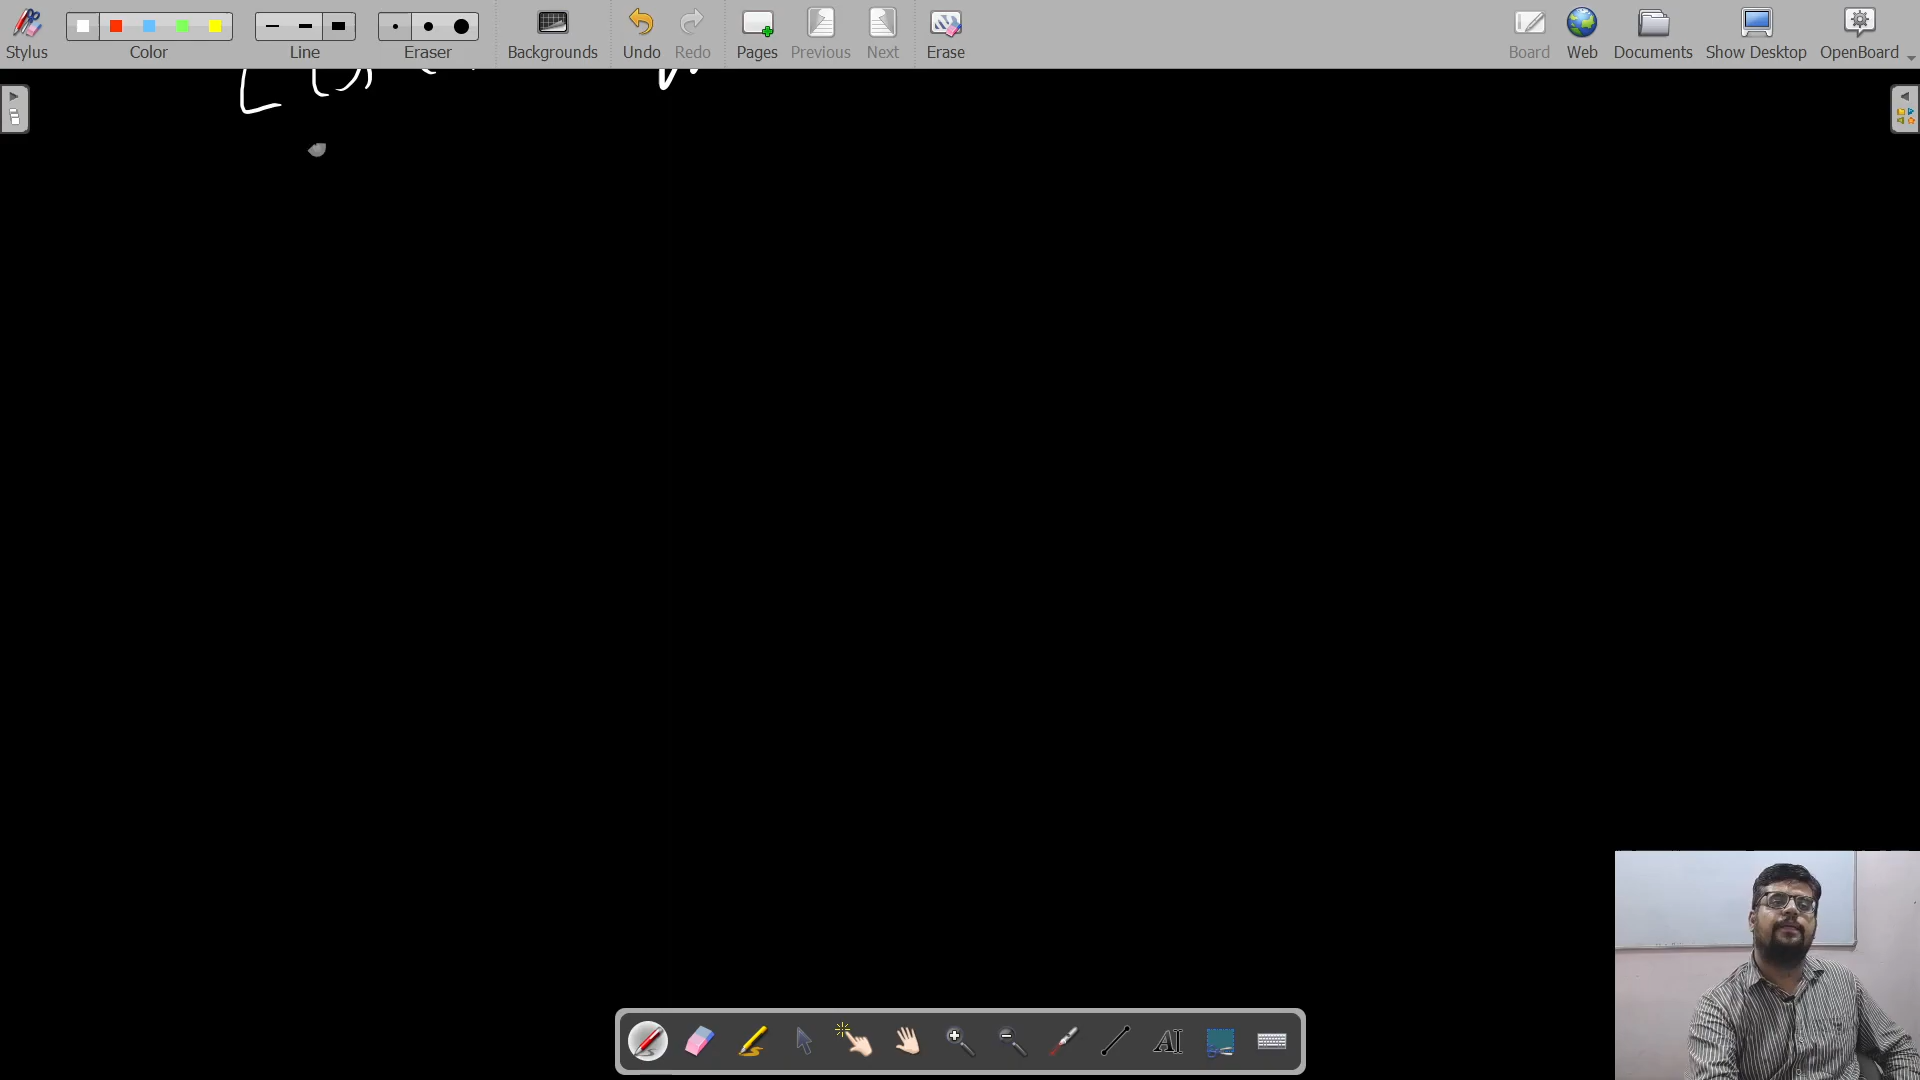 Stylus
Color
Line
Eraser
Backgrounds
Undo
Redo
Pages
Previous
Next
Erase
Board
Web
Documents
Show Desktop
OpenBoard